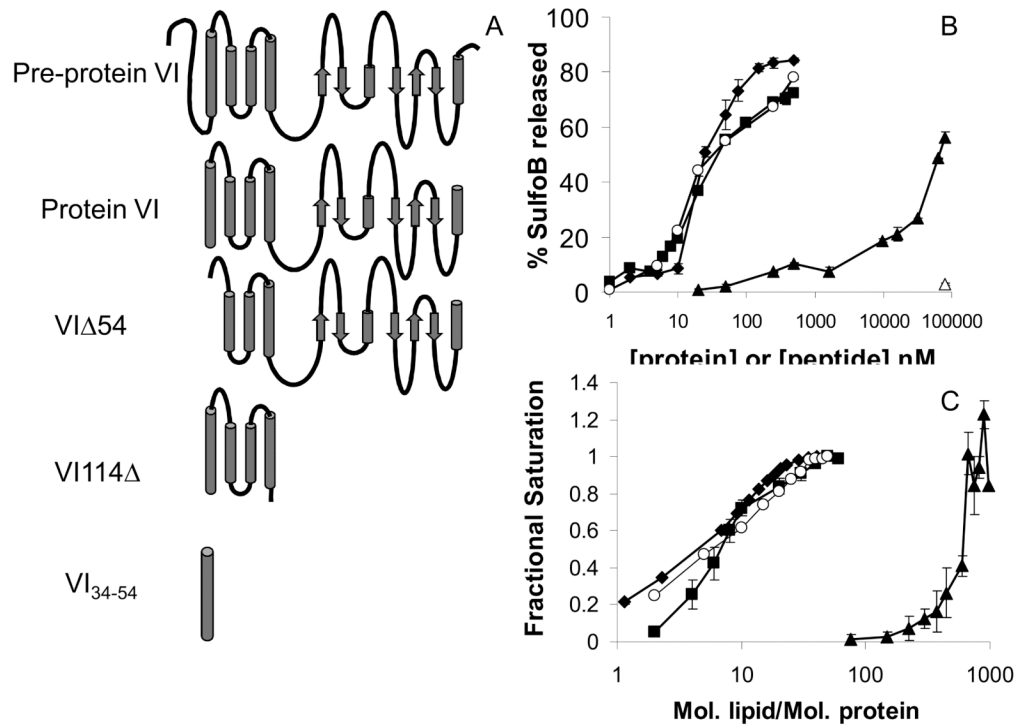 A
Pre-protein VI
Protein VI
VIΔ54
VI114Δ
VI34-54
B
% SulfoB released
100
80
60
40
20
0
1 10 100 1000 10000 100000
[protein] or [peptide] nM
C
Fractional Saturation
1.4
1.2
1
0.8
0.6
0.4
0.2
0
1 10 100 1000
Mol. lipid/Mol. protein